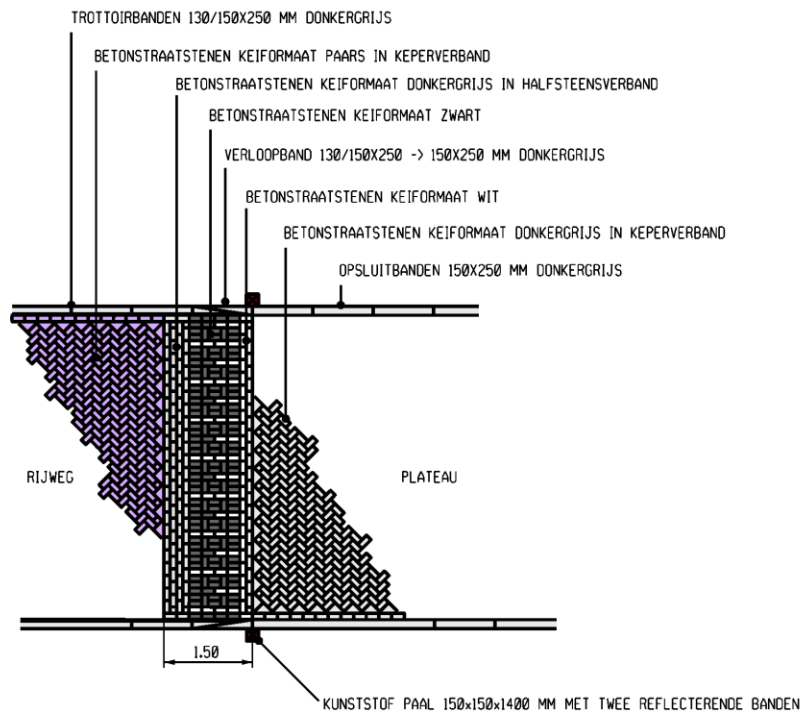 TROTTOIRBANDEN 130/150X250 MM DONKERGRIJS
BETONSTRAATSTENEN KEIFORMAAT PAARS IN KEPERVERBAND
BETONSTRAATSTENEN KEIFORMAAT DONKERGRIJS IN HALFSTEENSVERBAND
BETONSTRAATSTENEN KEIFORMAAT ZWART
VERLOOPBAND 130/150X250 -> 150X250 MM DONKERGRIJS
BETONSTRAATSTENEN KEIFORMAAT WIT
BETONSTRAATSTENEN KEIFORMAAT DONKERGRIJS IN KEPERVERBAND
OPSLUITBANDEN 150X250 MM DONKERGRIJS
RIJWEG
PLATEAU
1.50
KUNSTSTOF PAAL 150x150x1400 MM MET TWEE REFLECTERENDE BANDEN